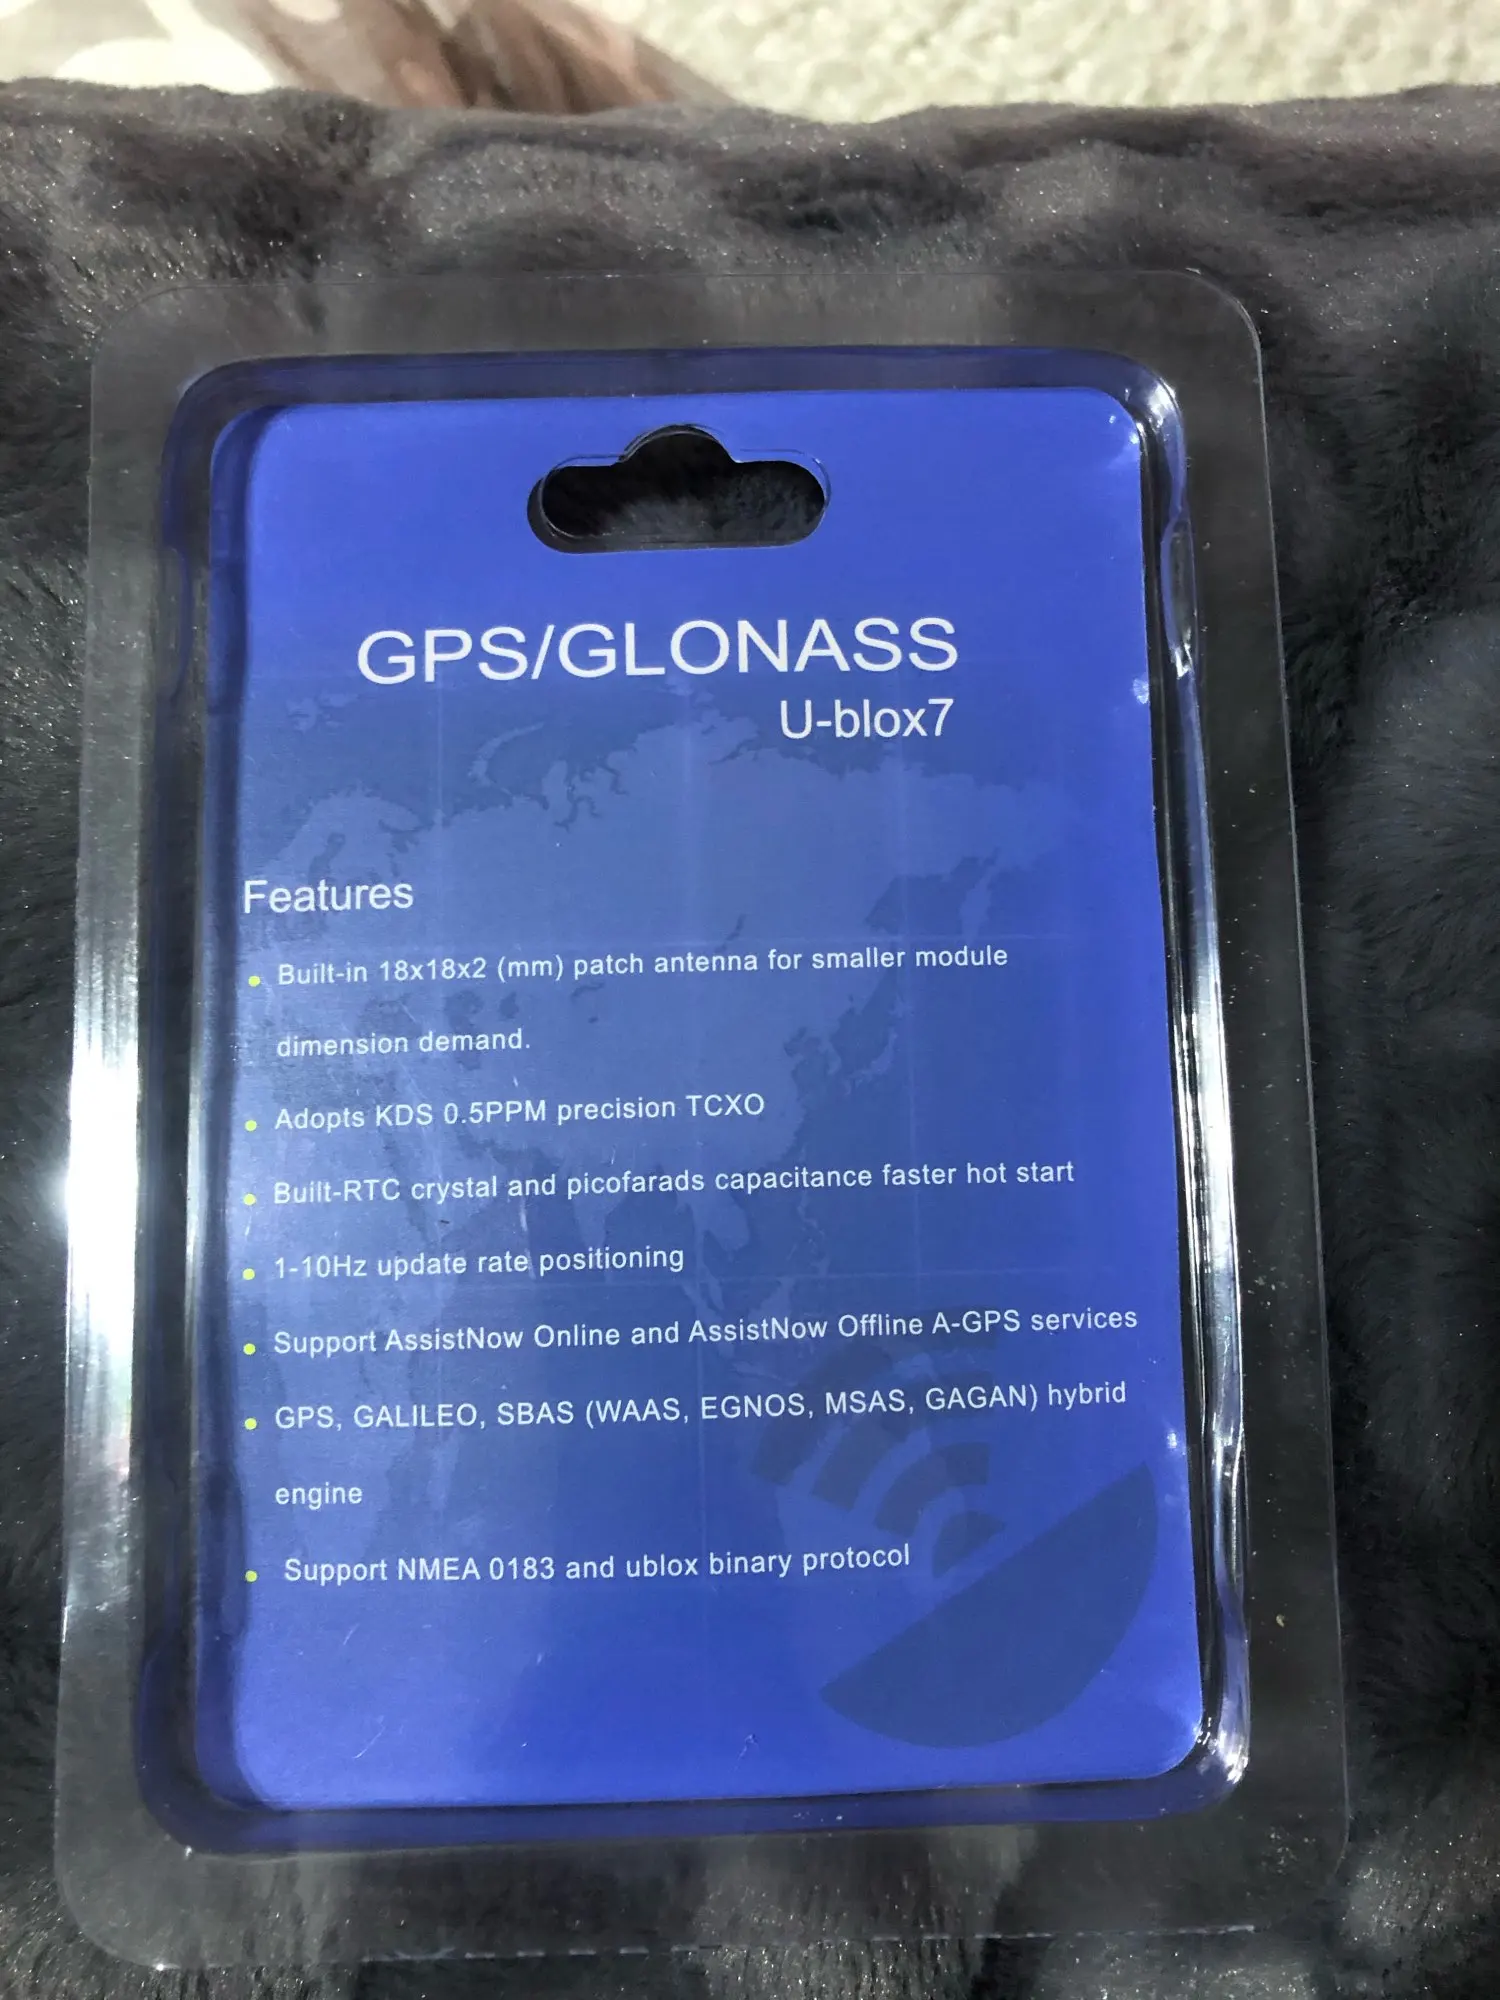 GPS/GLONASS
U-blox7
Features
Built-in 18x18x2 (mm) patch antenna for smaller module
dimension demand.
Adopts KDS 0.5PPM precision TCXO
Built-RTC crystal and picofarads capacitance faster hot start
1-10Hz update rate positioning
Support AssistNow Online and AssistNow Offline A-GPS services
GPS, GALILEO, SBAS (WAAS, EGNOS, MSAS, GAGAN) hybrid
engine
Support NMEA 0183 and ublox binary protocol